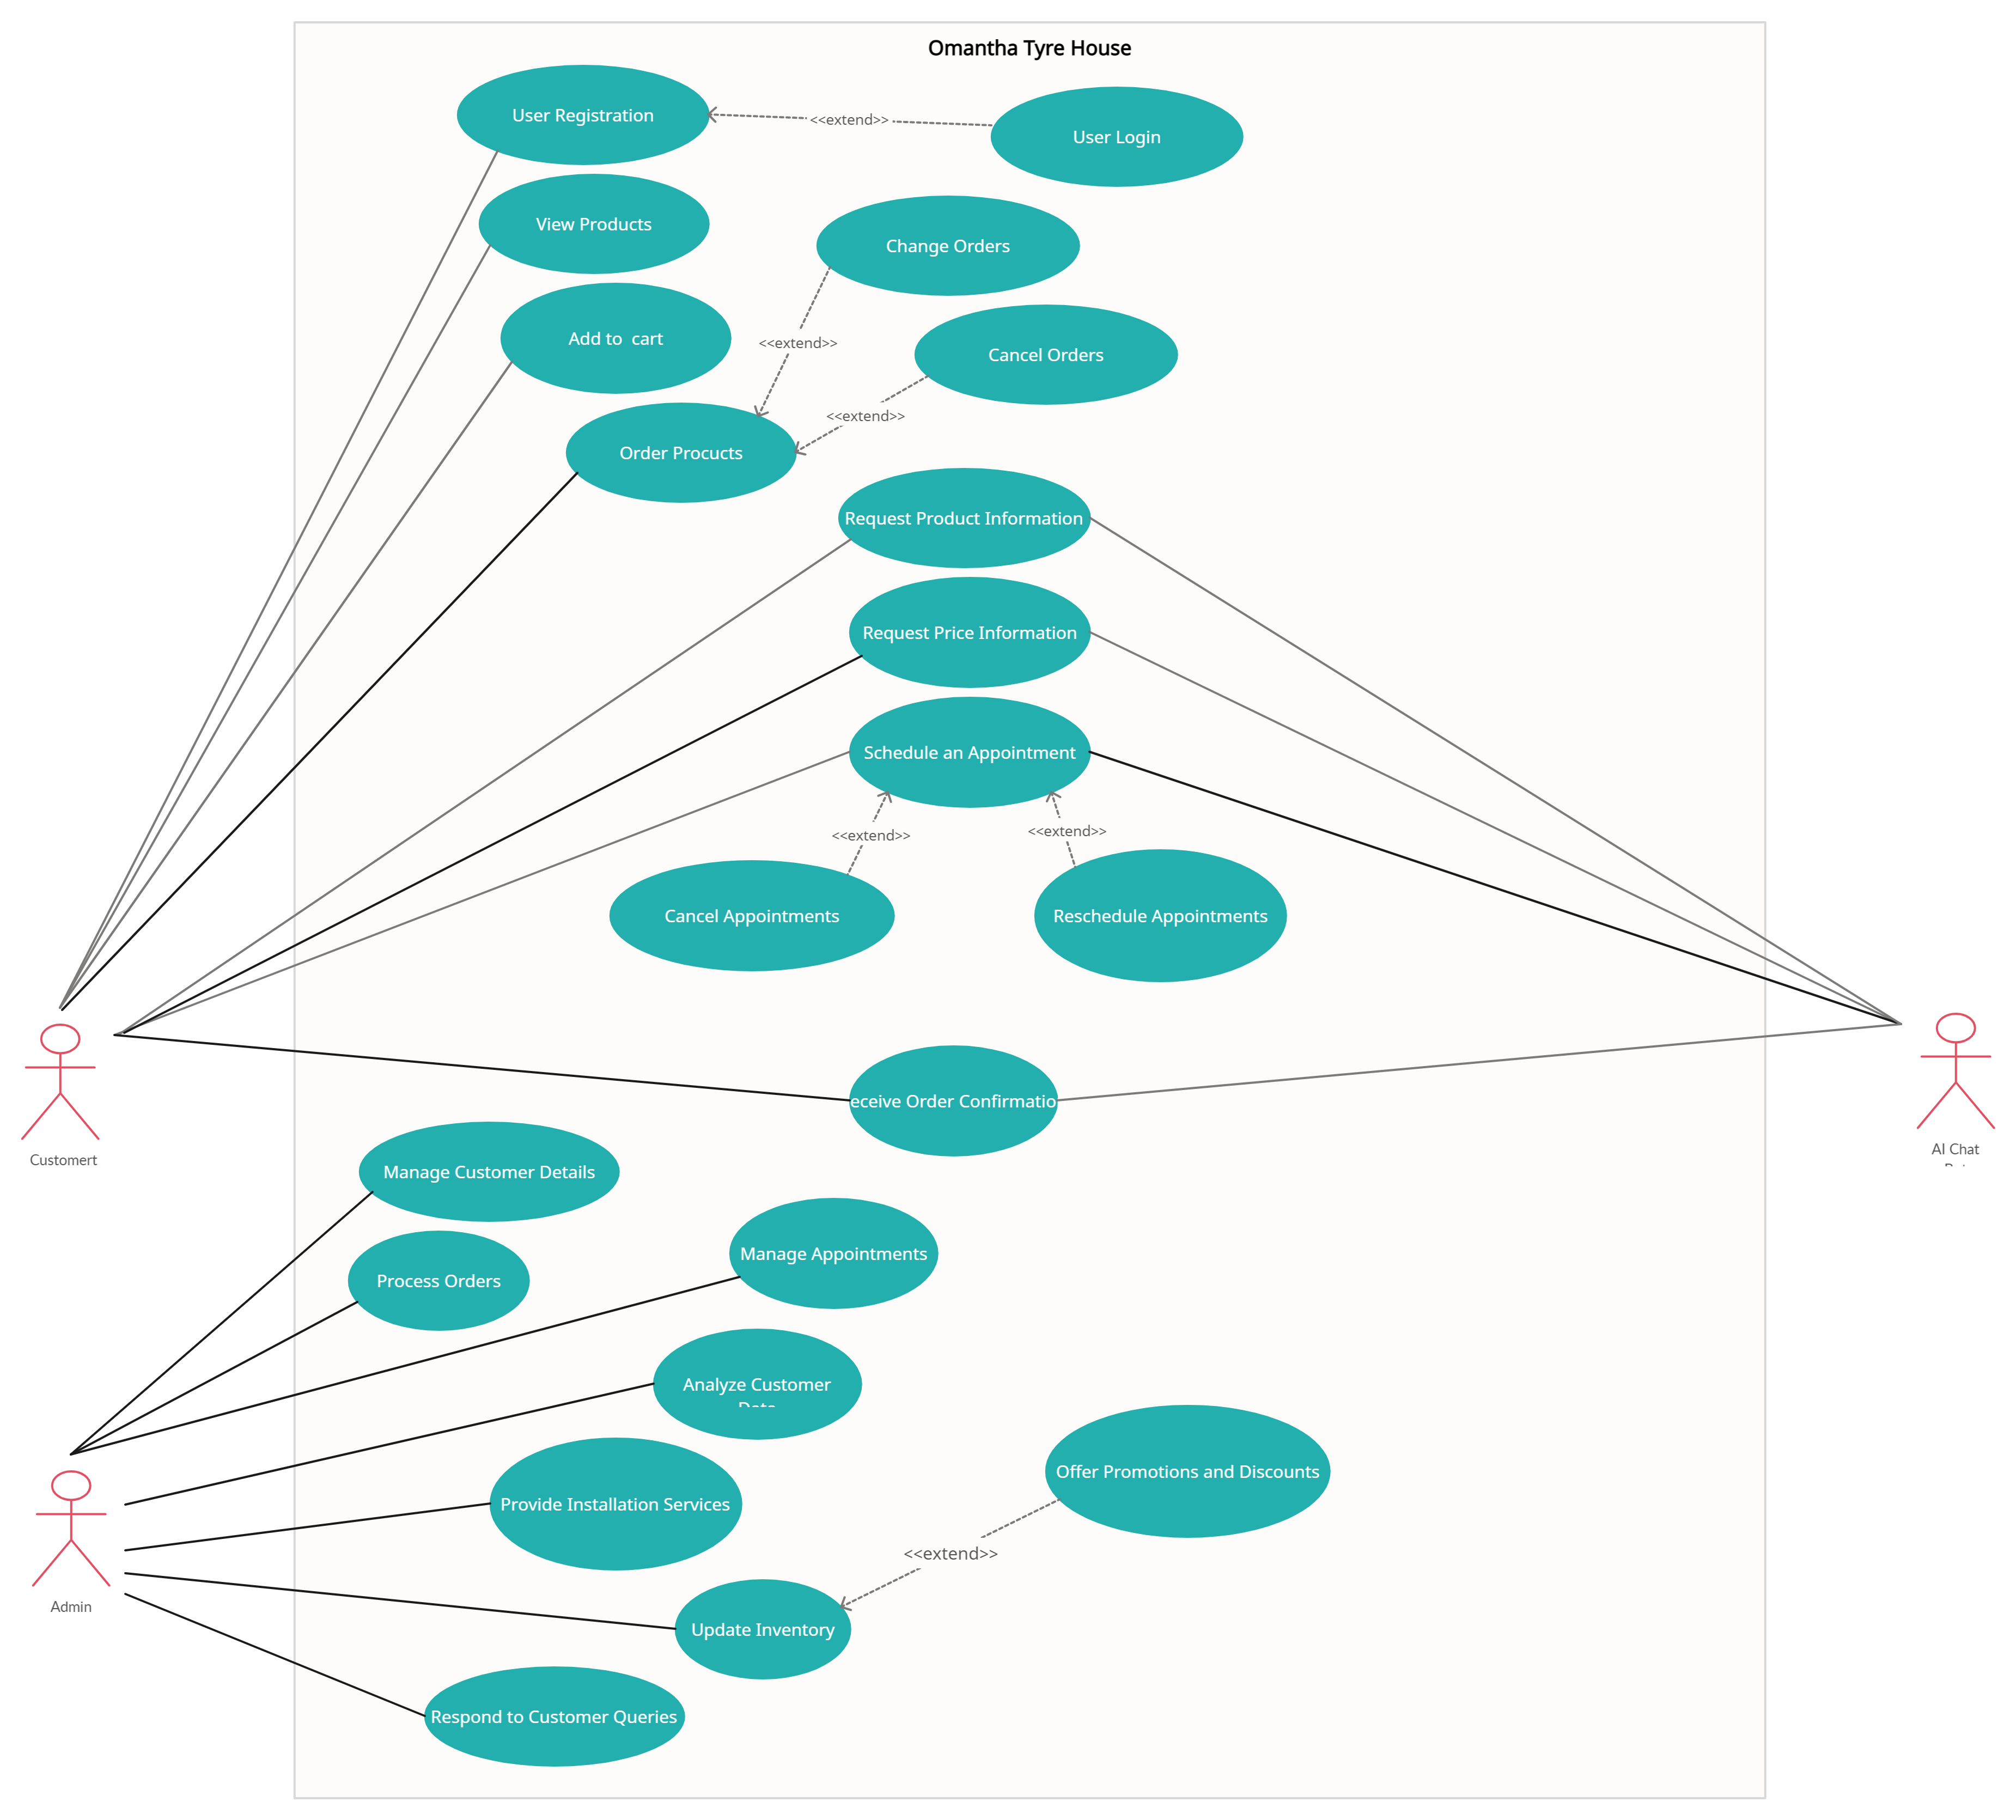 Omantha Tyre House
User Registration
<<extend>>
User Login
View Products
Change Orders
Add to  cart
<<extend>>
Cancel Orders
<<extend>>
Order Procucts
Request Product Information
Request Price Information
Schedule an Appointment
<<extend>>
<<extend>>
Cancel Appointments
Reschedule Appointments
eceive Order Confirmatio
Customert
AI Chat
Manage Customer Details
Manage Appointments
Process Orders
Analyze Customer
Offer Promotions and Discounts
Provide Installation Services
<<extend>>
Admin
Update Inventory
Respond to Customer Queries